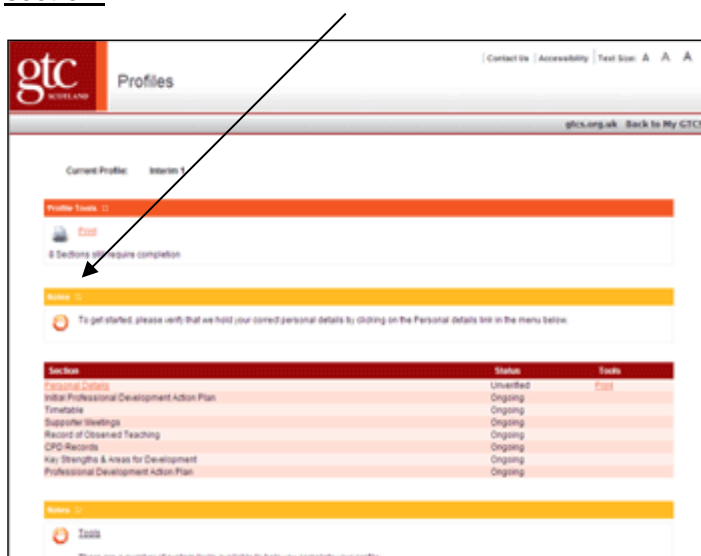 gtc
SCOTLAND
Profiles
Contact Us | Accessibility | Text Size: A A A
gtcs.org.uk Back to My GTCS
Current Profile: Interim 1
Profile Tools
Print
8 Sections still require completion
Notes
To get started, please verify that we hold your correct personal details by clicking on the Personal details link in the menu below.
Section Status Tools
Personal Details Unverified Print
Initial Professional Development Action Plan Ongoing
Timetable Ongoing
Supporter Meetings Ongoing
Record of Observed Teaching Ongoing
CPD Records Ongoing
Key Strengths & Areas for Development Ongoing
Professional Development Action Plan Ongoing
Notes
Tools